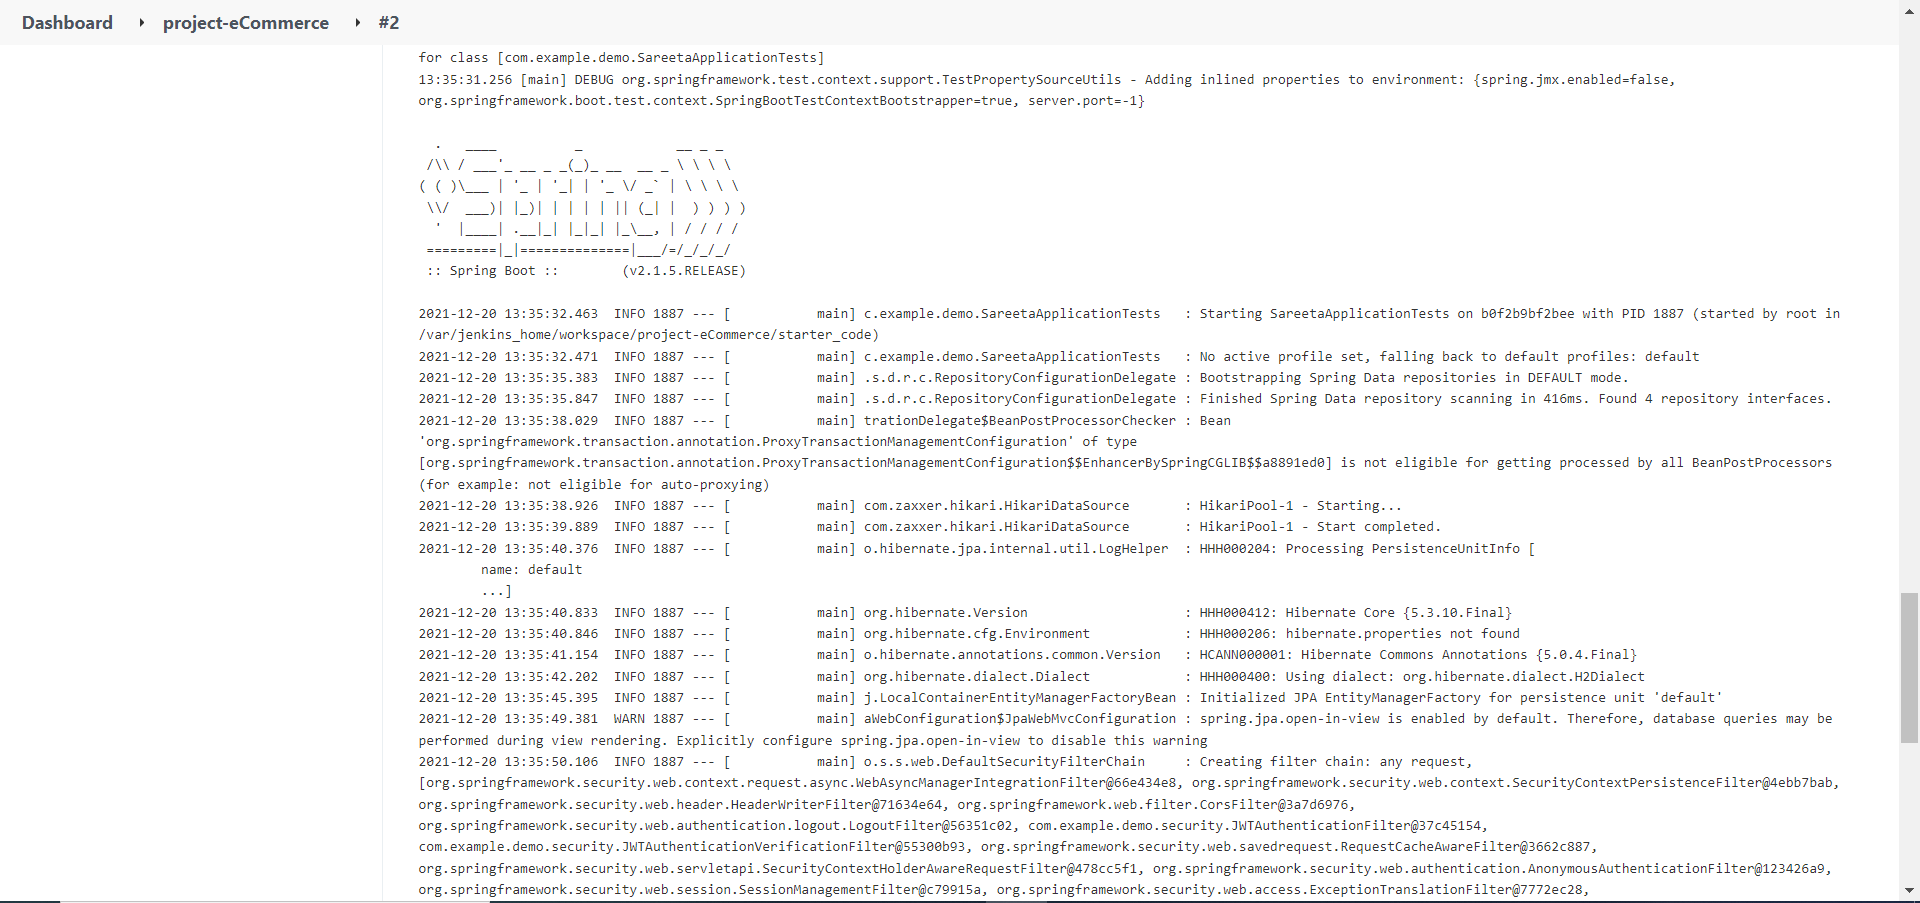 Dashboard ▸ project-eCommerce ▸ #2
for class [com.example.demo.SareetaApplicationTests]
13:35:31.256 [main] DEBUG org.springframework.test.context.support.TestPropertySourceUtils - Adding inlined properties to environment: {spring.jmx.enabled=false,
org.springframework.boot.test.context.SpringBootTestContextBootstrapper=true, server.port=-1}

  .   ____          _            __ _ _
 /\\ / ___'_ __ _ _(_)_ __  __ _ \ \ \ \
( ( )\___ | '_ | '_| | '_ \/ _` | \ \ \ \
 \\/  ___)| |_)| | | | | || (_| |  ) ) ) )
  '  |____| .__|_| |_|_| |_\__, | / / / /
 =========|_|==============|___/=/_/_/_/
 :: Spring Boot ::        (v2.1.5.RELEASE)

2021-12-20 13:35:32.463  INFO 1887 --- [           main] c.example.demo.SareetaApplicationTests   : Starting SareetaApplicationTests on b0f2b9bf2bee with PID 1887 (started by root in
/var/jenkins_home/workspace/project-eCommerce/starter_code)
2021-12-20 13:35:32.471  INFO 1887 --- [           main] c.example.demo.SareetaApplicationTests   : No active profile set, falling back to default profiles: default
2021-12-20 13:35:35.383  INFO 1887 --- [           main] .s.d.r.c.RepositoryConfigurationDelegate : Bootstrapping Spring Data repositories in DEFAULT mode.
2021-12-20 13:35:35.847  INFO 1887 --- [           main] .s.d.r.c.RepositoryConfigurationDelegate : Finished Spring Data repository scanning in 416ms. Found 4 repository interfaces.
2021-12-20 13:35:38.029  INFO 1887 --- [           main] trationDelegate$BeanPostProcessorChecker : Bean
'org.springframework.transaction.annotation.ProxyTransactionManagementConfiguration' of type
[org.springframework.transaction.annotation.ProxyTransactionManagementConfiguration$$EnhancerBySpringCGLIB$$a8891ed0] is not eligible for getting processed by all BeanPostProcessors
(for example: not eligible for auto-proxying)
2021-12-20 13:35:38.926  INFO 1887 --- [           main] com.zaxxer.hikari.HikariDataSource       : HikariPool-1 - Starting...
2021-12-20 13:35:39.889  INFO 1887 --- [           main] com.zaxxer.hikari.HikariDataSource       : HikariPool-1 - Start completed.
2021-12-20 13:35:40.376  INFO 1887 --- [           main] o.hibernate.jpa.internal.util.LogHelper  : HHH000204: Processing PersistenceUnitInfo [
        name: default
        ...]
2021-12-20 13:35:40.833  INFO 1887 --- [           main] org.hibernate.Version                    : HHH000412: Hibernate Core {5.3.10.Final}
2021-12-20 13:35:40.846  INFO 1887 --- [           main] org.hibernate.cfg.Environment            : HHH000206: hibernate.properties not found
2021-12-20 13:35:41.154  INFO 1887 --- [           main] o.hibernate.annotations.common.Version   : HCANN000001: Hibernate Commons Annotations {5.0.4.Final}
2021-12-20 13:35:42.202  INFO 1887 --- [           main] org.hibernate.dialect.Dialect            : HHH000400: Using dialect: org.hibernate.dialect.H2Dialect
2021-12-20 13:35:45.395  INFO 1887 --- [           main] j.LocalContainerEntityManagerFactoryBean : Initialized JPA EntityManagerFactory for persistence unit 'default'
2021-12-20 13:35:49.381  WARN 1887 --- [           main] aWebConfiguration$JpaWebMvcConfiguration : spring.jpa.open-in-view is enabled by default. Therefore, database queries may be
performed during view rendering. Explicitly configure spring.jpa.open-in-view to disable this warning
2021-12-20 13:35:50.106  INFO 1887 --- [           main] o.s.s.web.DefaultSecurityFilterChain     : Creating filter chain: any request,
[org.springframework.security.web.context.request.async.WebAsyncManagerIntegrationFilter@66e434e8, org.springframework.security.web.context.SecurityContextPersistenceFilter@4ebb7bab,
org.springframework.security.web.header.HeaderWriterFilter@71634e64, org.springframework.web.filter.CorsFilter@3a7d6976,
org.springframework.security.web.authentication.logout.LogoutFilter@56351c02, com.example.demo.security.JWTAuthenticationFilter@37c45154,
com.example.demo.security.JWTAuthenticationVerificationFilter@55300b93, org.springframework.security.web.savedrequest.RequestCacheAwareFilter@3662c887,
org.springframework.security.web.servletapi.SecurityContextHolderAwareRequestFilter@478cc5f1, org.springframework.security.web.authentication.AnonymousAuthenticationFilter@123426a9,
org.springframework.security.web.session.SessionManagementFilter@c79915a, org.springframework.security.web.access.ExceptionTranslationFilter@7772ec28,